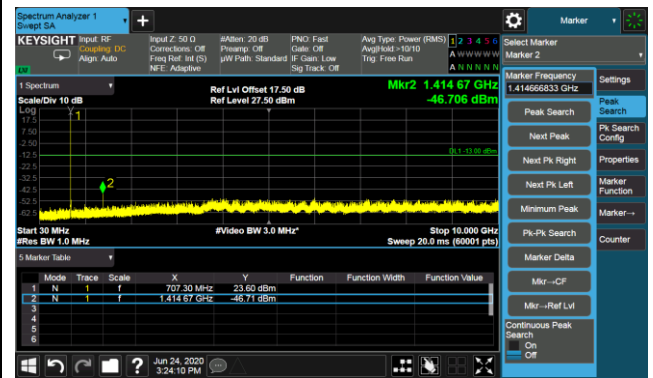 Spectrum Analyzer 1
Swept SA
Marker
KEYSIGHT Input: RF
Coupling: DC
Align: Auto
Input Z: 50 Ω
Corrections: Off
Freq Ref: Int (S)
NFE: Adaptive
#Atten: 20 dB
Preamp: Off
µW Path: Standard
PNO: Fast
Gate: Off
IF Gain: Low
Sig Track: Off
Avg Type: Power (RMS)
Avg|Hold:>10/10
Trig: Free Run
1 2 3 4 5 6
A W W W W W
A N N N N N
Select Marker
Marker 2
1 Spectrum
Scale/Div 10 dB
Ref Lvl Offset 17.50 dB
Ref Level 27.50 dBm
Mkr2 1.414 67 GHz
-46.706 dBm
Log
17.5
7.50
-2.50
-12.5
-22.5
-32.5
-42.5
-52.5
-62.5
1
2
DL1 -13.00 dBm
Start 30 MHz
#Res BW 1.0 MHz
#Video BW 3.0 MHz*
Stop 10.000 GHz
Sweep 20.0 ms (60001 pts)
5 Marker Table
Mode Trace Scale X Y Function Function Width Function Value
1 N 1 f 707.30 MHz 23.60 dBm
2 N 1 f 1.414 67 GHz -46.71 dBm
3
4
5
6
Marker Frequency
1.414666833 GHz
Peak Search
Next Peak
Next Pk Right
Next Pk Left
Minimum Peak
Pk-Pk Search
Marker Delta
Mkr→CF
Mkr→Ref Lvl
Continuous Peak
Search
On
Off
Settings
Peak
Search
Pk Search
Config
Properties
Marker
Function
Marker→
Counter
?
Jun 24, 2020
3:24:10 PM